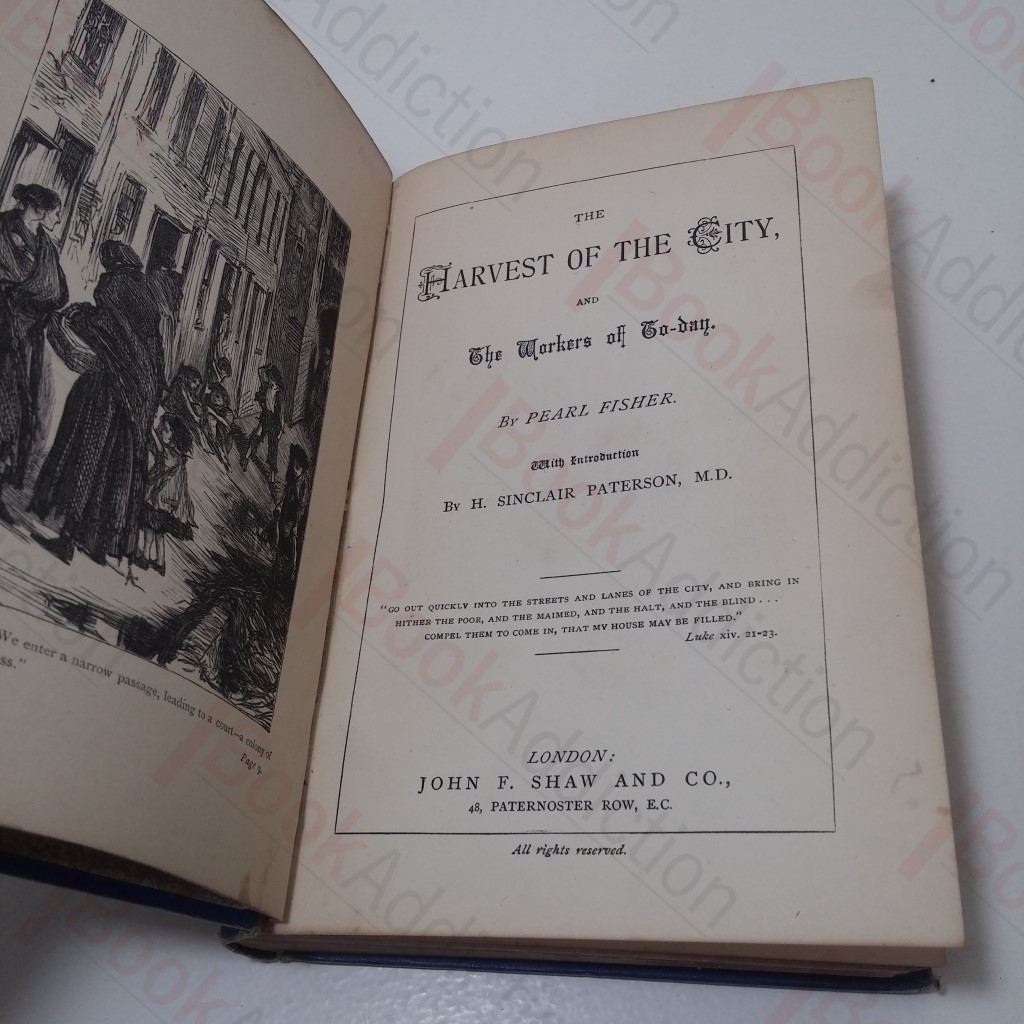 "We enter a narrow passage, leading to a court—a colony of
Page 3.
THE
HARVEST OF THE CITY,
AND
The Workers of To-day.
BY PEARL FISHER.
With Introduction
BY H. SINCLAIR PATERSON, M.D.
"GO OUT QUICKLY INTO THE STREETS AND LANES OF THE CITY, AND BRING IN
HITHER THE POOR, AND THE MAIMED, AND THE HALT, AND THE BLIND . . .
COMPEL THEM TO COME IN, THAT MY HOUSE MAY BE FILLED."
Luke xiv. 21-23.
LONDON:
JOHN F. SHAW AND CO.,
48, PATERNOSTER ROW, E.C.
All rights reserved.
BookAddiction